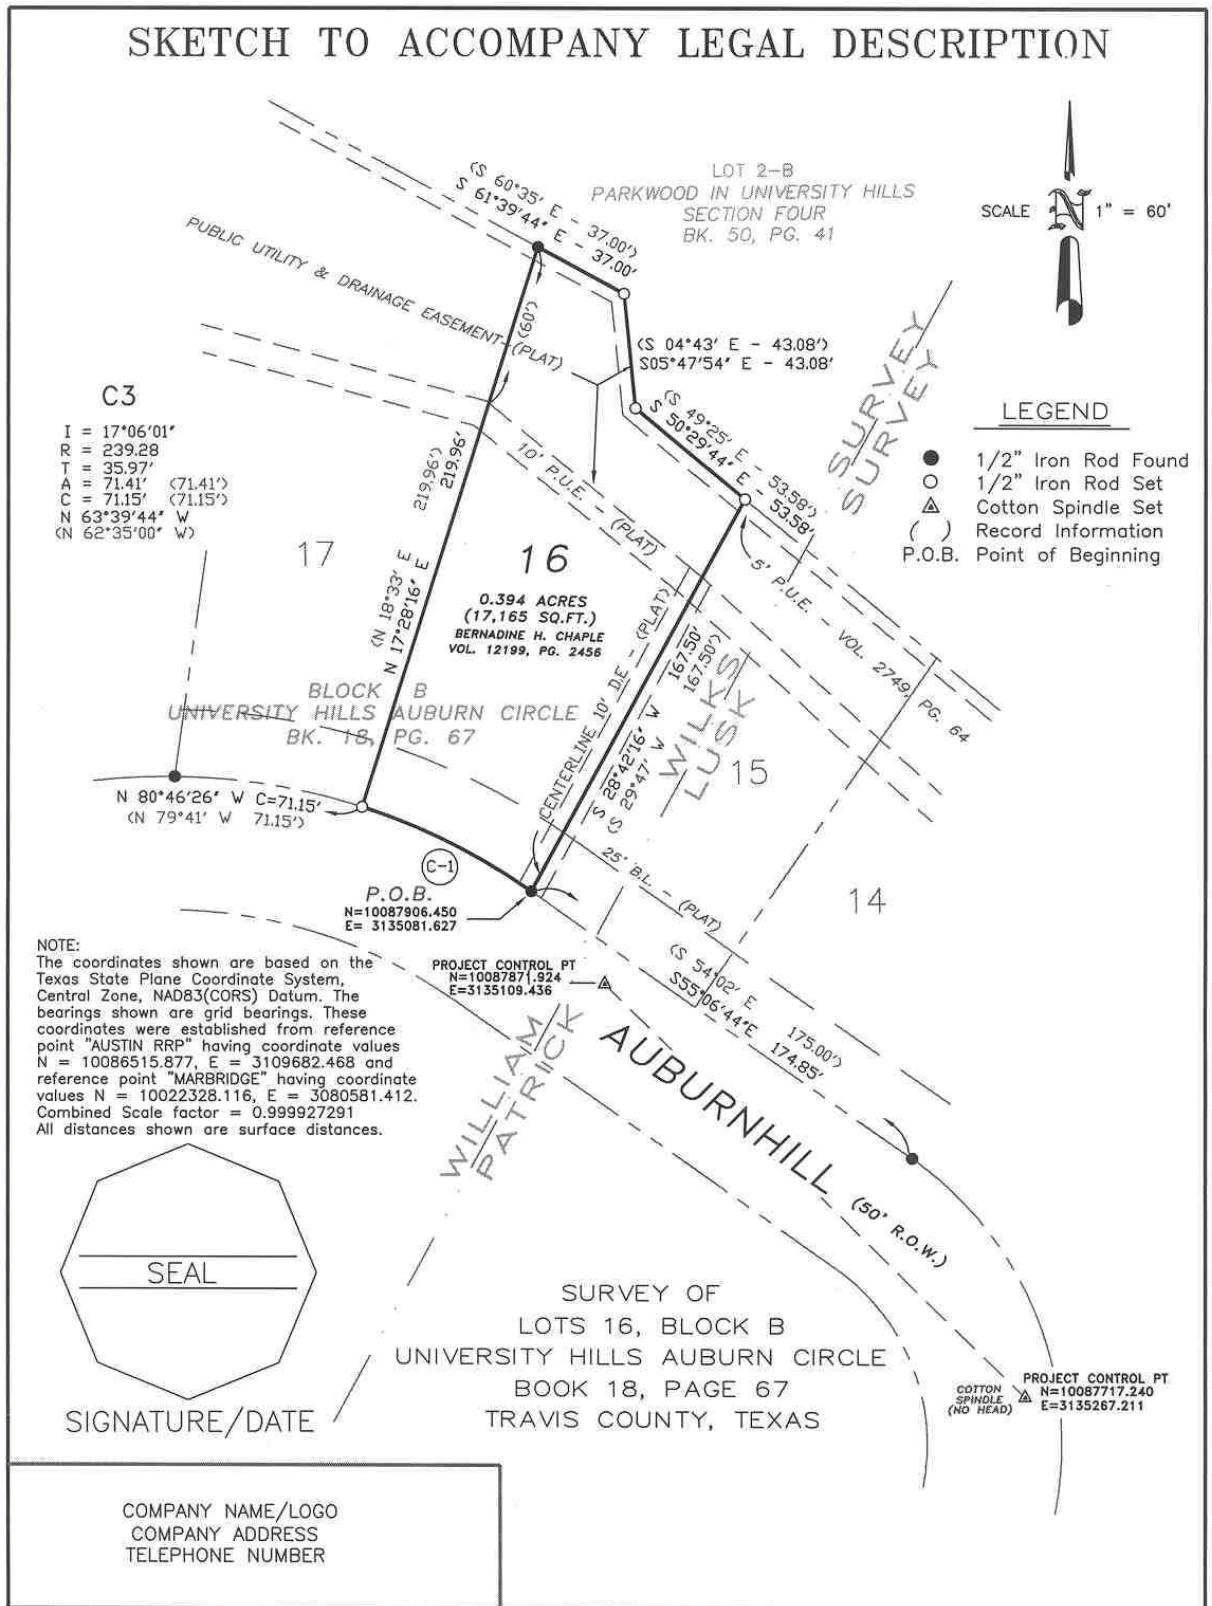 SKETCH TO ACCOMPANY LEGAL DESCRIPTION
LOT 2-B
PARKWOOD IN UNIVERSITY HILLS
SECTION FOUR
BK. 50, PG. 41
SCALE N 1" = 60'
(S 60°35' E - 37.00')
S 61°39'44" E - 37.00'
PUBLIC UTILITY & DRAINAGE EASEMENT-(PLAT)
(60')
(S 04°43' E - 43.08')
S05°47'54" E - 43.08'
(S 49°25' E - 53.58')
S 50°29'44" E - 53.58'
SURVEY
SURVEY
C3
I = 17°06'01"
R = 239.28
T = 35.97'
A = 71.41' (71.41')
C = 71.15' (71.15')
N 63°39'44" W
(N 62°35'00" W)
LEGEND
1/2" Iron Rod Found
1/2" Iron Rod Set
Cotton Spindle Set
( ) Record Information
P.O.B. Point of Beginning
(N 18°33' E 219.96')
N 17°28'16" E 219.96'
10' P.U.E. - (PLAT)
5' P.U.E. - VOL. 2749, PG. 64
17
16
0.394 ACRES
(17,165 SQ.FT.)
BERNADINE H. CHAPLE
VOL. 12199, PG. 2456
BLOCK B
UNIVERSITY HILLS AUBURN CIRCLE
BK. 18, PG. 67
CENTERLINE 10' D.E - (PLAT)
S 28°42'16" W 167.50'
(S 29°47' W 167.50')
WILKS
LUSK
15
14
N 80°46'26" W C=71.15'
(N 79°41' W 71.15')
C-1
25' B.L. - (PLAT)
P.O.B.
N=10087906.450
E= 3135081.627
PROJECT CONTROL PT
N=10087871.924
E=3135109.436
(S 54°02' E 175.00')
S55°06'44"E 174.85'
NOTE:
The coordinates shown are based on the
Texas State Plane Coordinate System,
Central Zone, NAD83(CORS) Datum. The
bearings shown are grid bearings. These
coordinates were established from reference
point "AUSTIN RRP" having coordinate values
N = 10086515.877, E = 3109682.468 and
reference point "MARBRIDGE" having coordinate
values N = 10022328.116, E = 3080581.412.
Combined Scale factor = 0.999927291
All distances shown are surface distances.
WILLIAM
PATRICK
AUBURNHILL (50' R.O.W.)
SEAL
SIGNATURE/DATE
SURVEY OF
LOTS 16, BLOCK B
UNIVERSITY HILLS AUBURN CIRCLE
BOOK 18, PAGE 67
TRAVIS COUNTY, TEXAS
COTTON
SPINDLE
(NO HEAD)
PROJECT CONTROL PT
N=10087717.240
E=3135267.211
COMPANY NAME/LOGO
COMPANY ADDRESS
TELEPHONE NUMBER